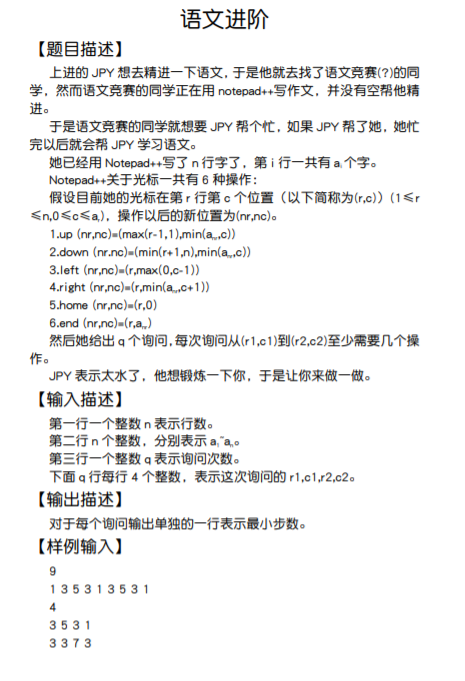 语文进阶
【题目描述】
上进的 JPY 想去精进一下语文,于是他就去找了语文竞赛(?)的同
学，然而语文竞赛的同学正在用 notepad++写作文，并没有空帮他精
进。
于是语文竞赛的同学就想要 JPY 帮个忙，如果 JPY 帮了她，她忙
完以后就会帮 JPY 学习语文。
她已经用 Notepad++写了 n 行字了，第 i 行一共有 aᵢ个字。
Notepad++关于光标一共有 6 种操作：
假设目前她的光标在第 r 行第 c 个位置（以下简称为(r,c)）(1≤r
≤n,0≤c≤aᵣ)，操作以后的新位置为(nr,nc)。
1.up (nr,nc)=(max(r-1,1),min(aₙᵣ,c))
2.down (nr.nc)=(min(r+1,n),min(aₙᵣ,c))
3.left (nr,nc)=(r,max(0,c-1))
4.right (nr,nc)=(r,min(aₙᵣ,c+1))
5.home (nr,nc)=(r,0)
6.end (nr,nc)=(r,aₙᵣ)
然后她给出 q 个询问,每次询问从(r1,c1)到(r2,c2)至少需要几个操
作。
JPY 表示太水了，他想锻炼一下你，于是让你来做一做。
【输入描述】
第一行一个整数 n 表示行数。
第二行 n 个整数，分别表示 a₁~aₙ。
第三行一个整数 q 表示询问次数。
下面 q 行每行 4 个整数，表示这次询问的 r1,c1,r2,c2。
【输出描述】
对于每个询问输出单独的一行表示最小步数。
【样例输入】
9
1 3 5 3 1 3 5 3 1
4
3 5 3 1
3 3 7 3